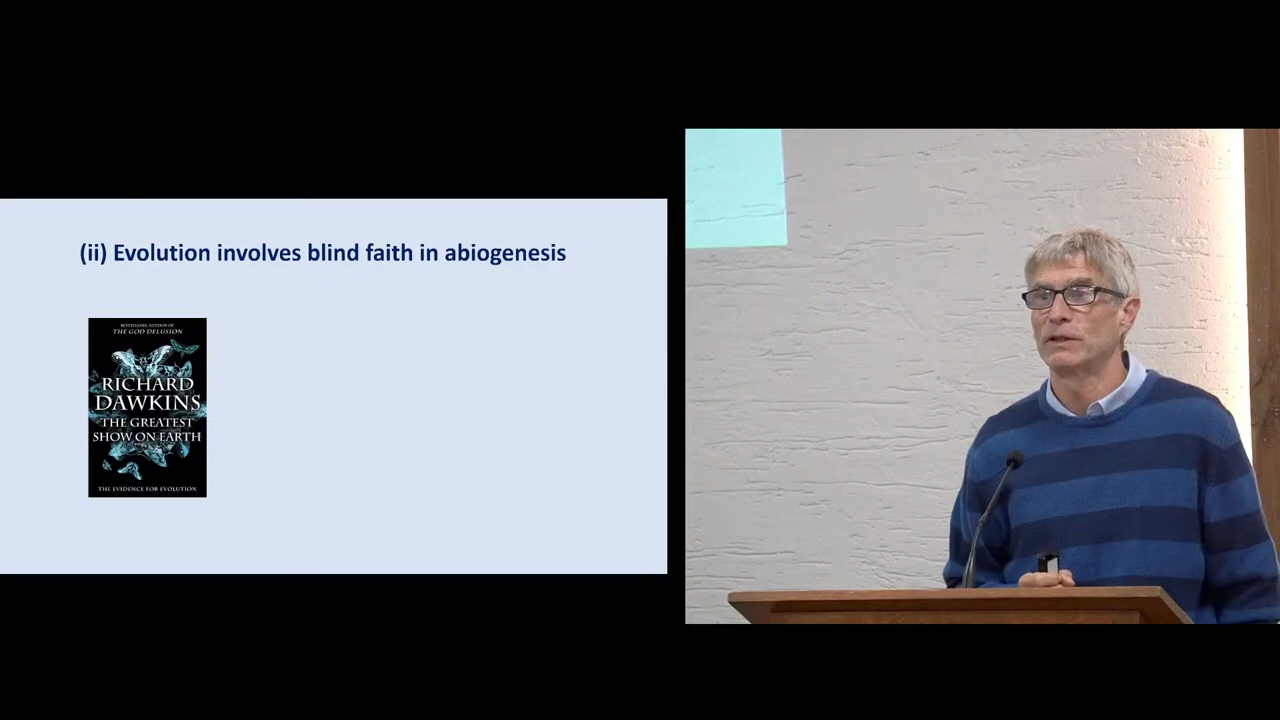 (ii) Evolution involves blind faith in abiogenesis
BESTSELLING AUTHOR OF
THE GOD DELUSION
RICHARD
DAWKINS
THE GREATEST
SHOW ON EARTH
THE EVIDENCE FOR EVOLUTION